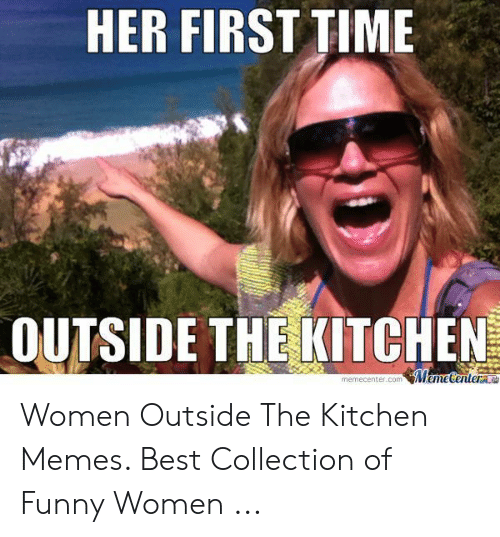 HER FIRST TIME
OUTSIDE THE KITCHEN
memecenter.com MemeCenter
Women Outside The Kitchen
Memes. Best Collection of
Funny Women ...